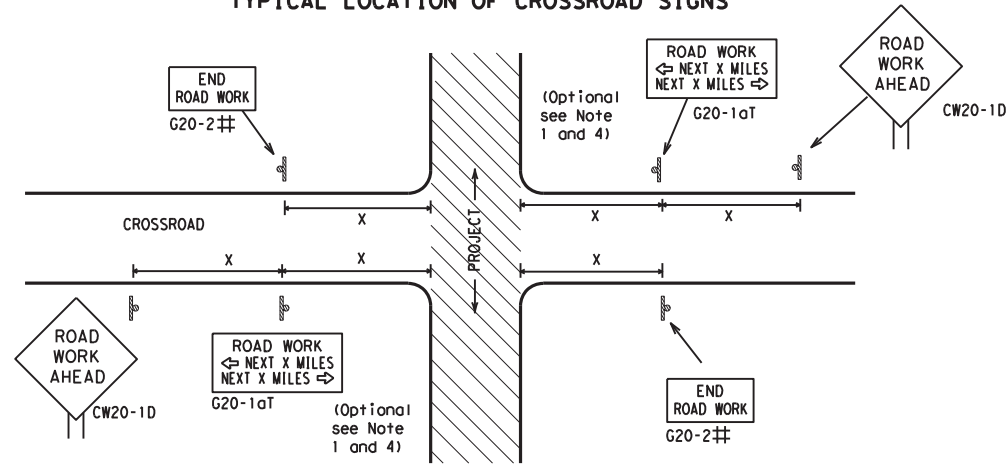 TYPICAL LOCATION OF CROSSROAD SIGNS
END
ROAD WORK
G20-2#
ROAD WORK
⇦ NEXT X MILES
NEXT X MILES ⇨
G20-1aT
(Optional
see Note
1 and 4)
ROAD
WORK
AHEAD
CW20-1D
X
X
X
CROSSROAD
PROJECT
X
X
X
ROAD
WORK
AHEAD
CW20-1D
ROAD WORK
⇦ NEXT X MILES
NEXT X MILES ⇨
G20-1aT
(Optional
see Note
1 and 4)
END
ROAD WORK
G20-2#